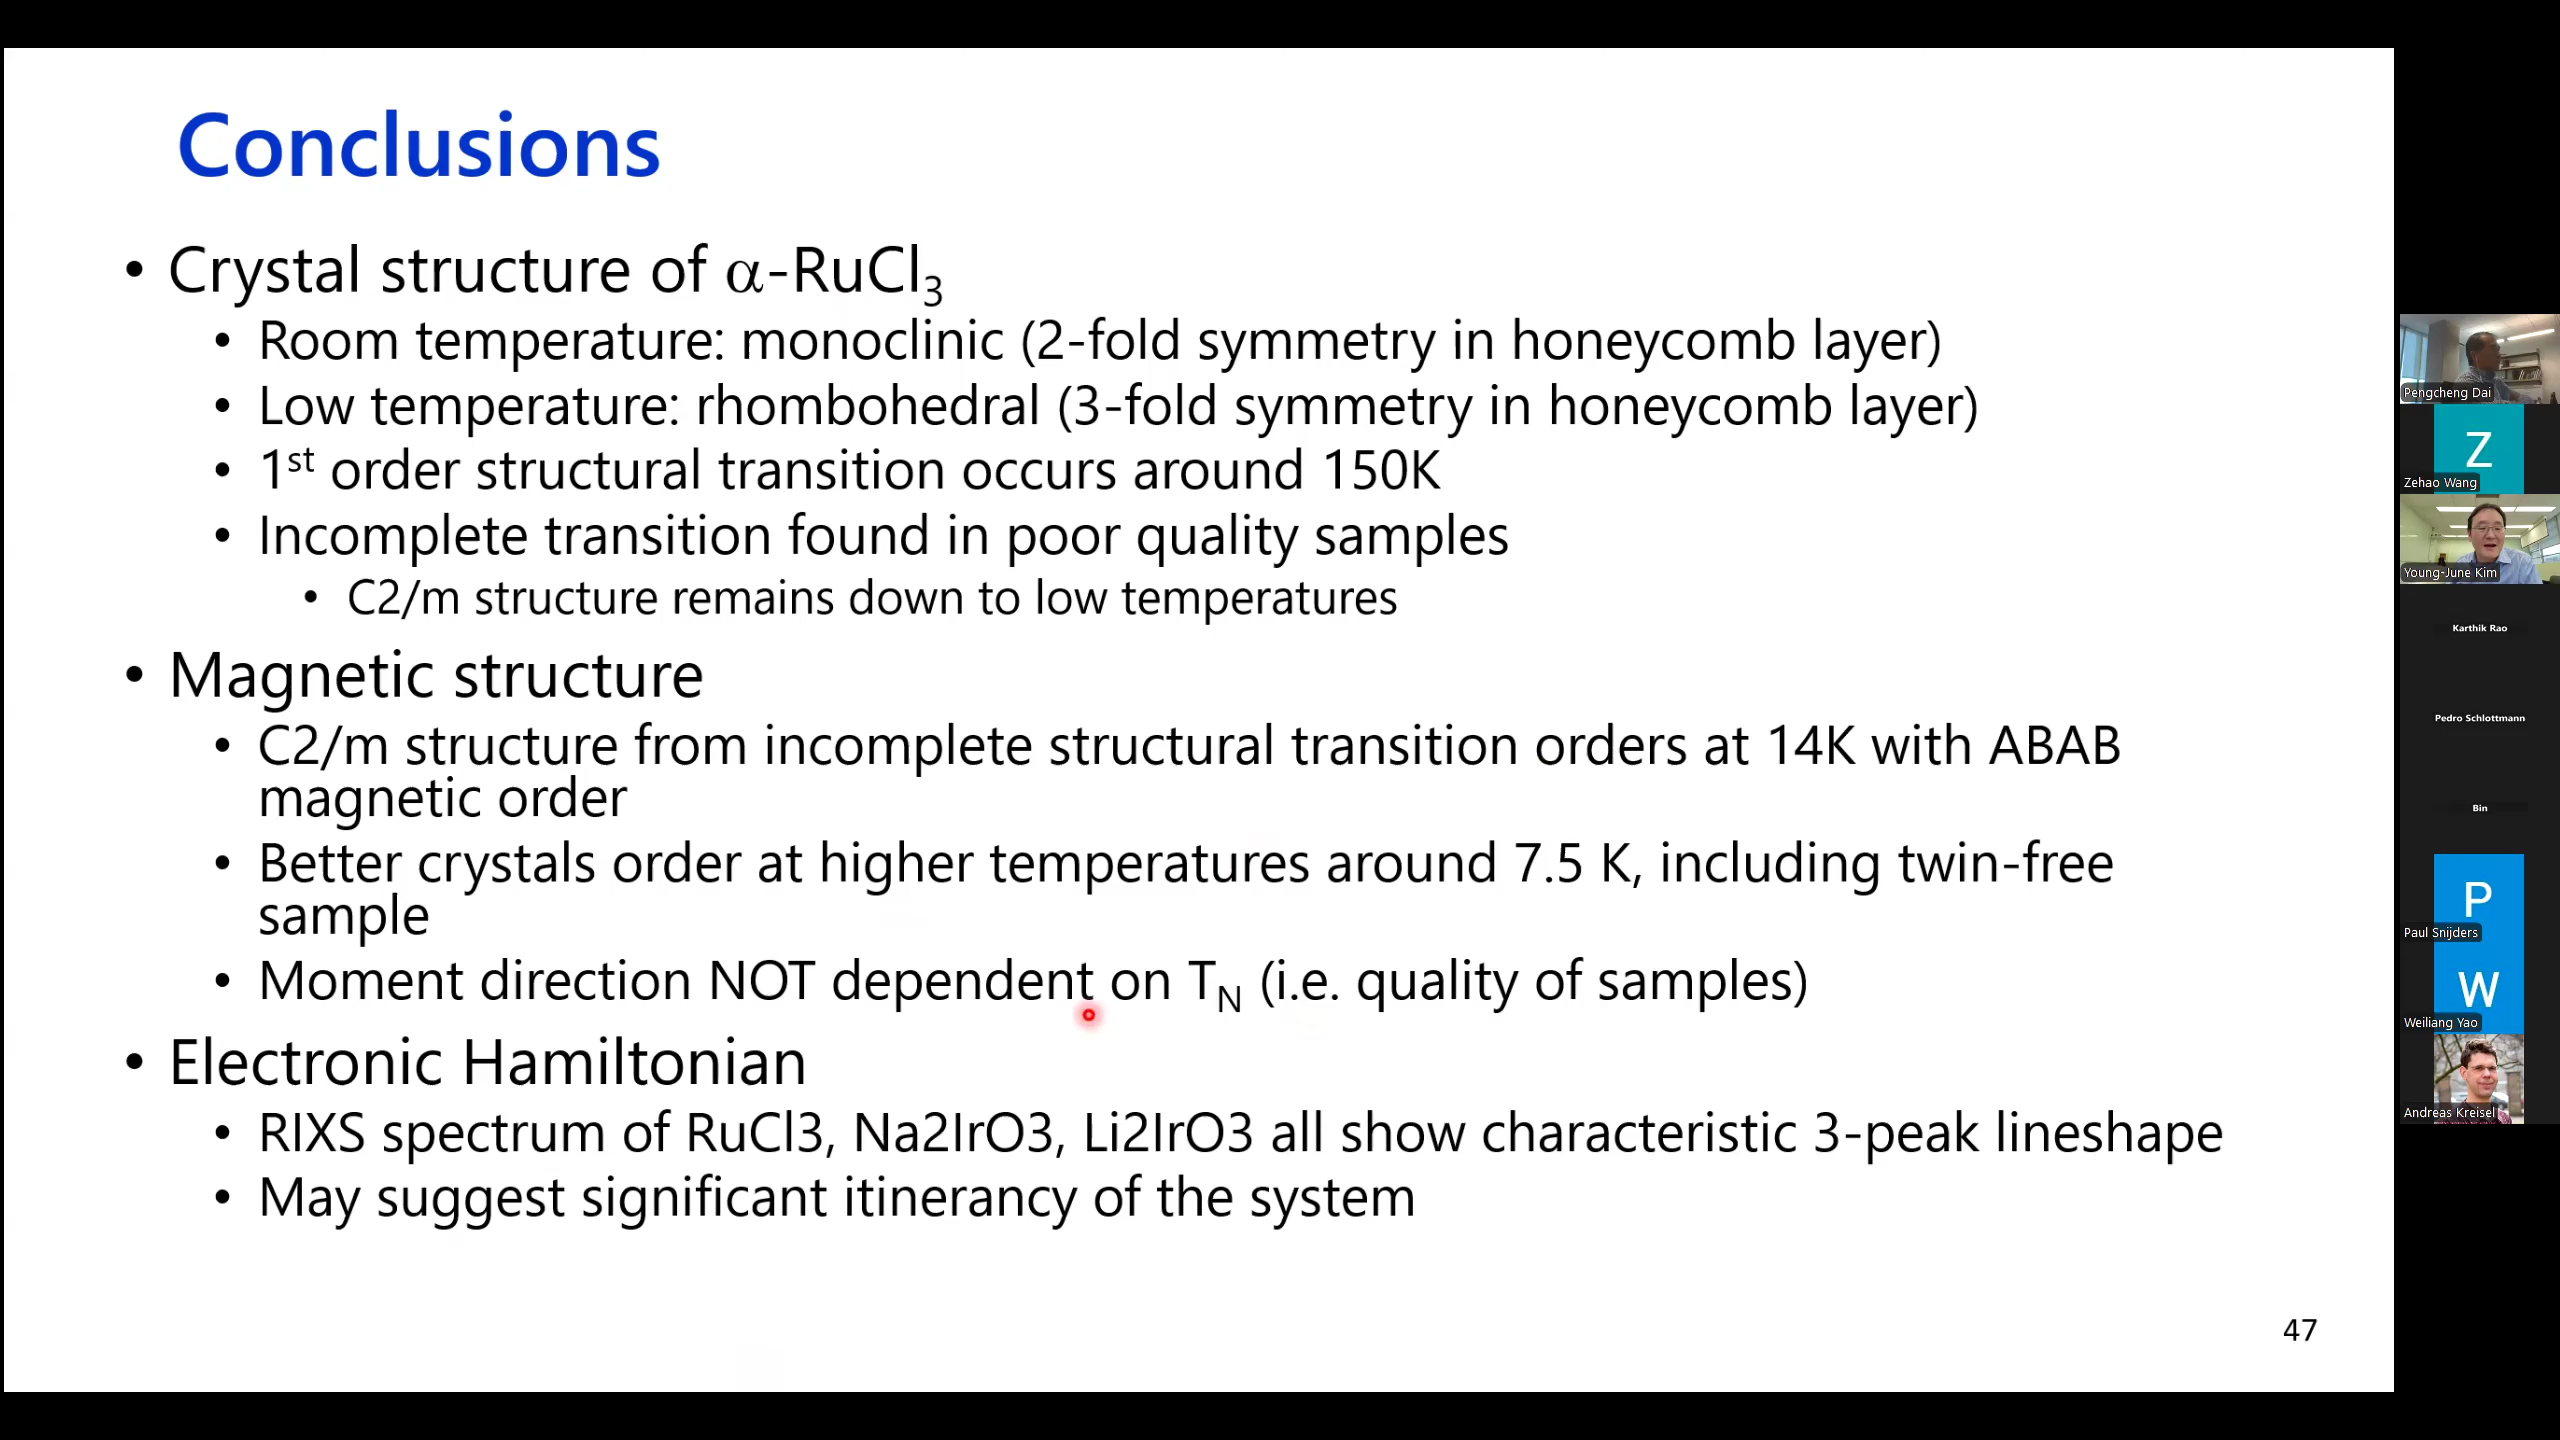 Conclusions
• Crystal structure of α-RuCl₃
• Room temperature: monoclinic (2-fold symmetry in honeycomb layer)
• Low temperature: rhombohedral (3-fold symmetry in honeycomb layer)
• 1ˢᵗ order structural transition occurs around 150K
• Incomplete transition found in poor quality samples
• C2/m structure remains down to low temperatures
• Magnetic structure
• C2/m structure from incomplete structural transition orders at 14K with ABAB
magnetic order
• Better crystals order at higher temperatures around 7.5 K, including twin-free
sample
• Moment direction NOT dependent on T_N (i.e. quality of samples)
• Electronic Hamiltonian
• RIXS spectrum of RuCl3, Na2IrO3, Li2IrO3 all show characteristic 3-peak lineshape
• May suggest significant itinerancy of the system
47
Pengcheng Dai
Z
Zehao Wang
Young-June Kim
Karthik Rao
Pedro Schlottmann
Bin
P
Paul Snijders
W
Weiliang Yao
Andreas Kreisel